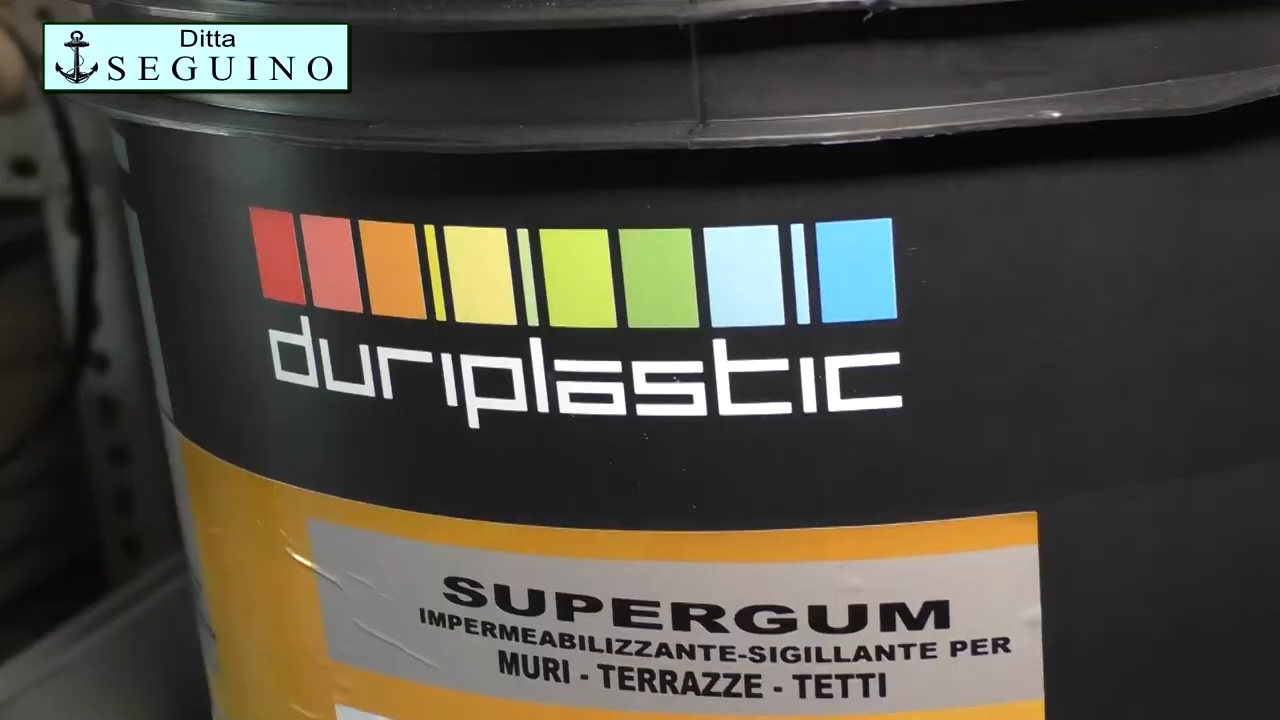 Ditta
SEGUINO
duriplastic
SUPERGUM
IMPERMEABILIZZANTE-SIGILLANTE PER
MURI - TERRAZZE - TETTI